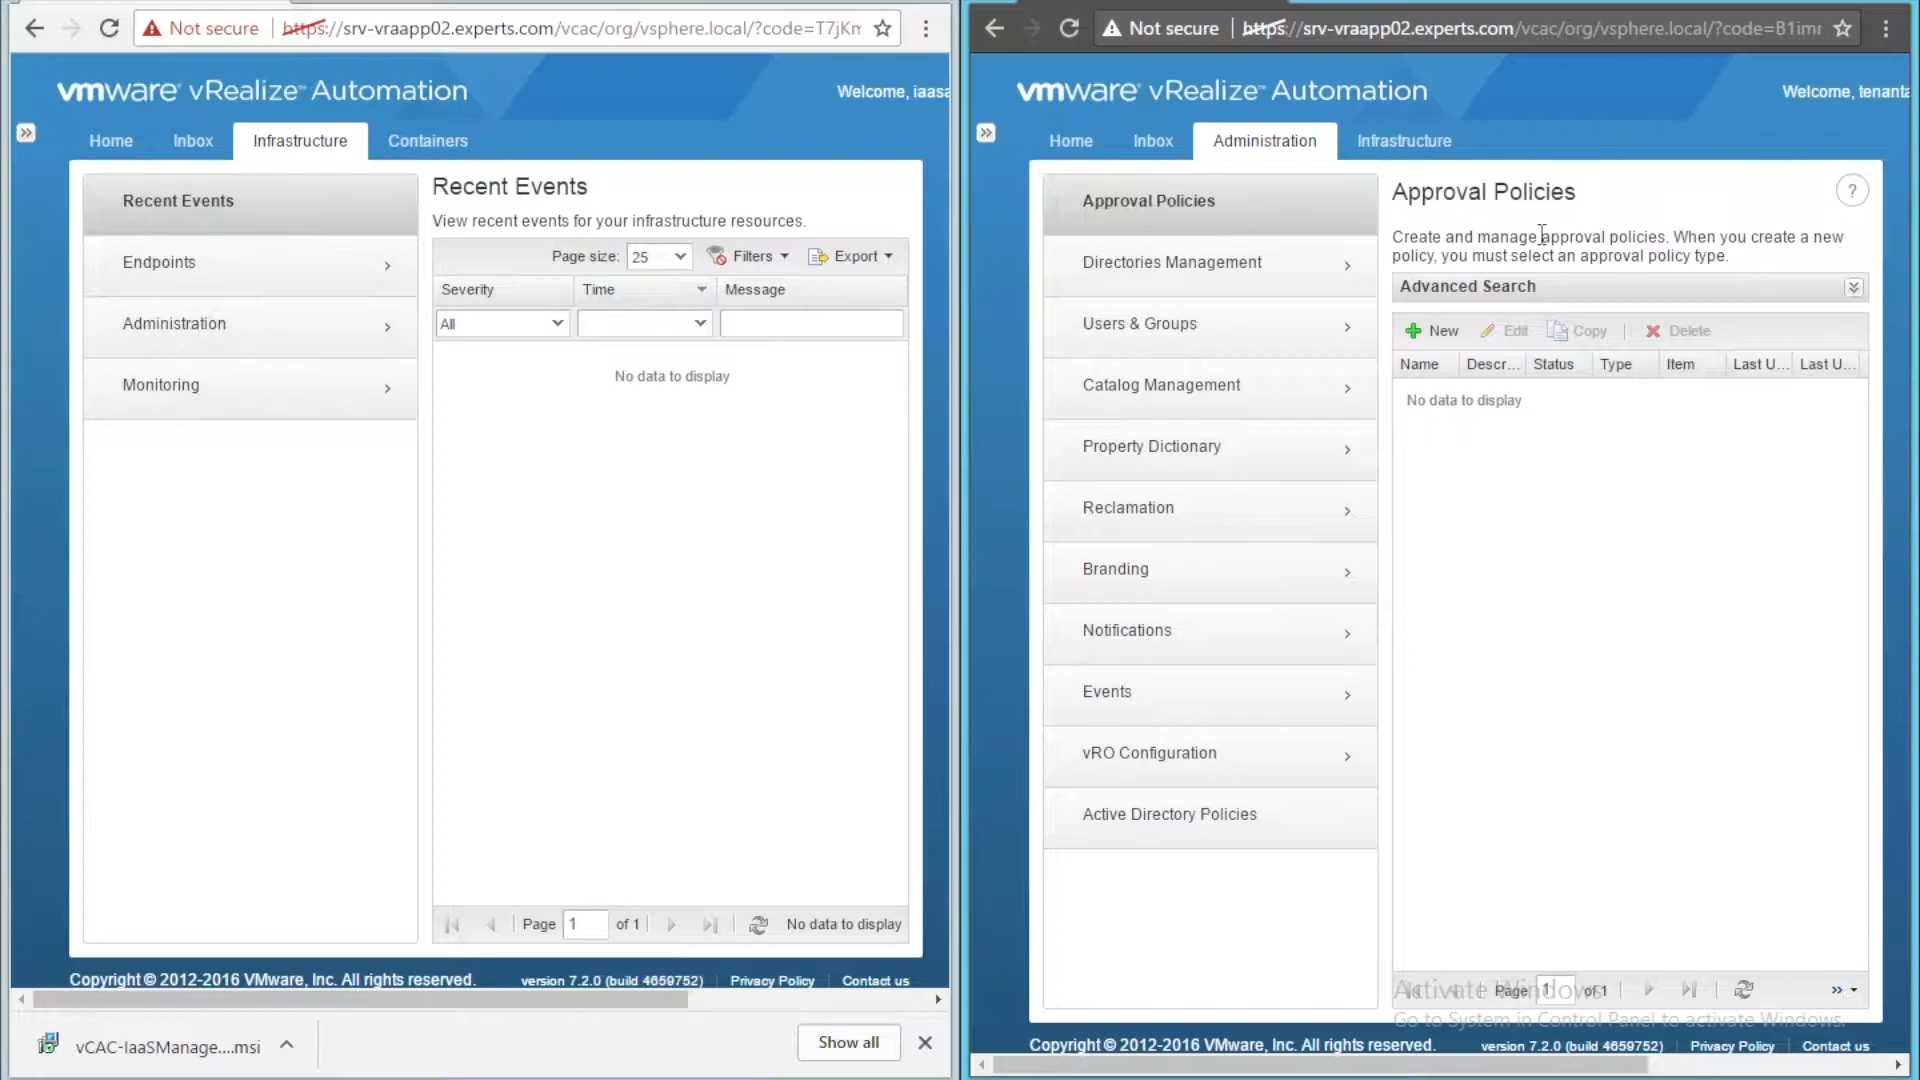 Not secure
https://srv-vraapp02.experts.com/vcac/org/vsphere.local/?code=T7jKm
vmware vRealize™ Automation
Welcome, iaasa
Home
Inbox
Infrastructure
Containers
Recent Events
Endpoints
Administration
Monitoring
Recent Events
View recent events for your infrastructure resources.
Page size: 25
Filters
Export
Severity
Time
Message
All
No data to display
Page 1 of 1
No data to display
Copyright © 2012-2016 VMware, Inc. All rights reserved.
version 7.2.0 (build 4659752)
Privacy Policy
Contact us
vCAC-IaaSManage....msi
Show all
Not secure
https://srv-vraapp02.experts.com/vcac/org/vsphere.local/?code=B1imr
vmware vRealize™ Automation
Welcome, tenanta
Home
Inbox
Administration
Infrastructure
Approval Policies
Directories Management
Users & Groups
Catalog Management
Property Dictionary
Reclamation
Branding
Notifications
Events
vRO Configuration
Active Directory Policies
Approval Policies
?
Create and manage approval policies. When you create a new
policy, you must select an approval policy type.
Advanced Search
New
Edit
Copy
Delete
Name
Descr...
Status
Type
Item
Last U...
Last U...
No data to display
Page 1 of 1
Activate Windows
Go to System in Control Panel to activate Windows.
Copyright © 2012-2016 VMware, Inc. All rights reserved.
version 7.2.0 (build 4659752)
Privacy Policy
Contact us